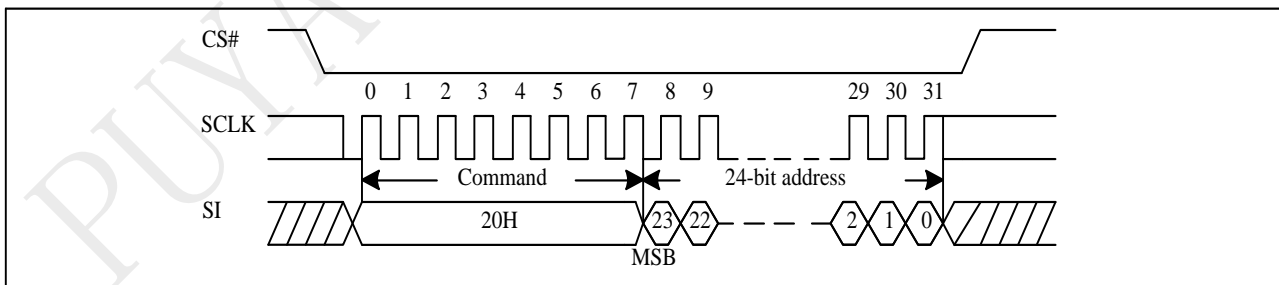 PUYA
CS#
0 1 2 3 4 5 6 7 8 9 29 30 31
SCLK
Command 24-bit address
SI 20H 23 22 2 1 0
MSB